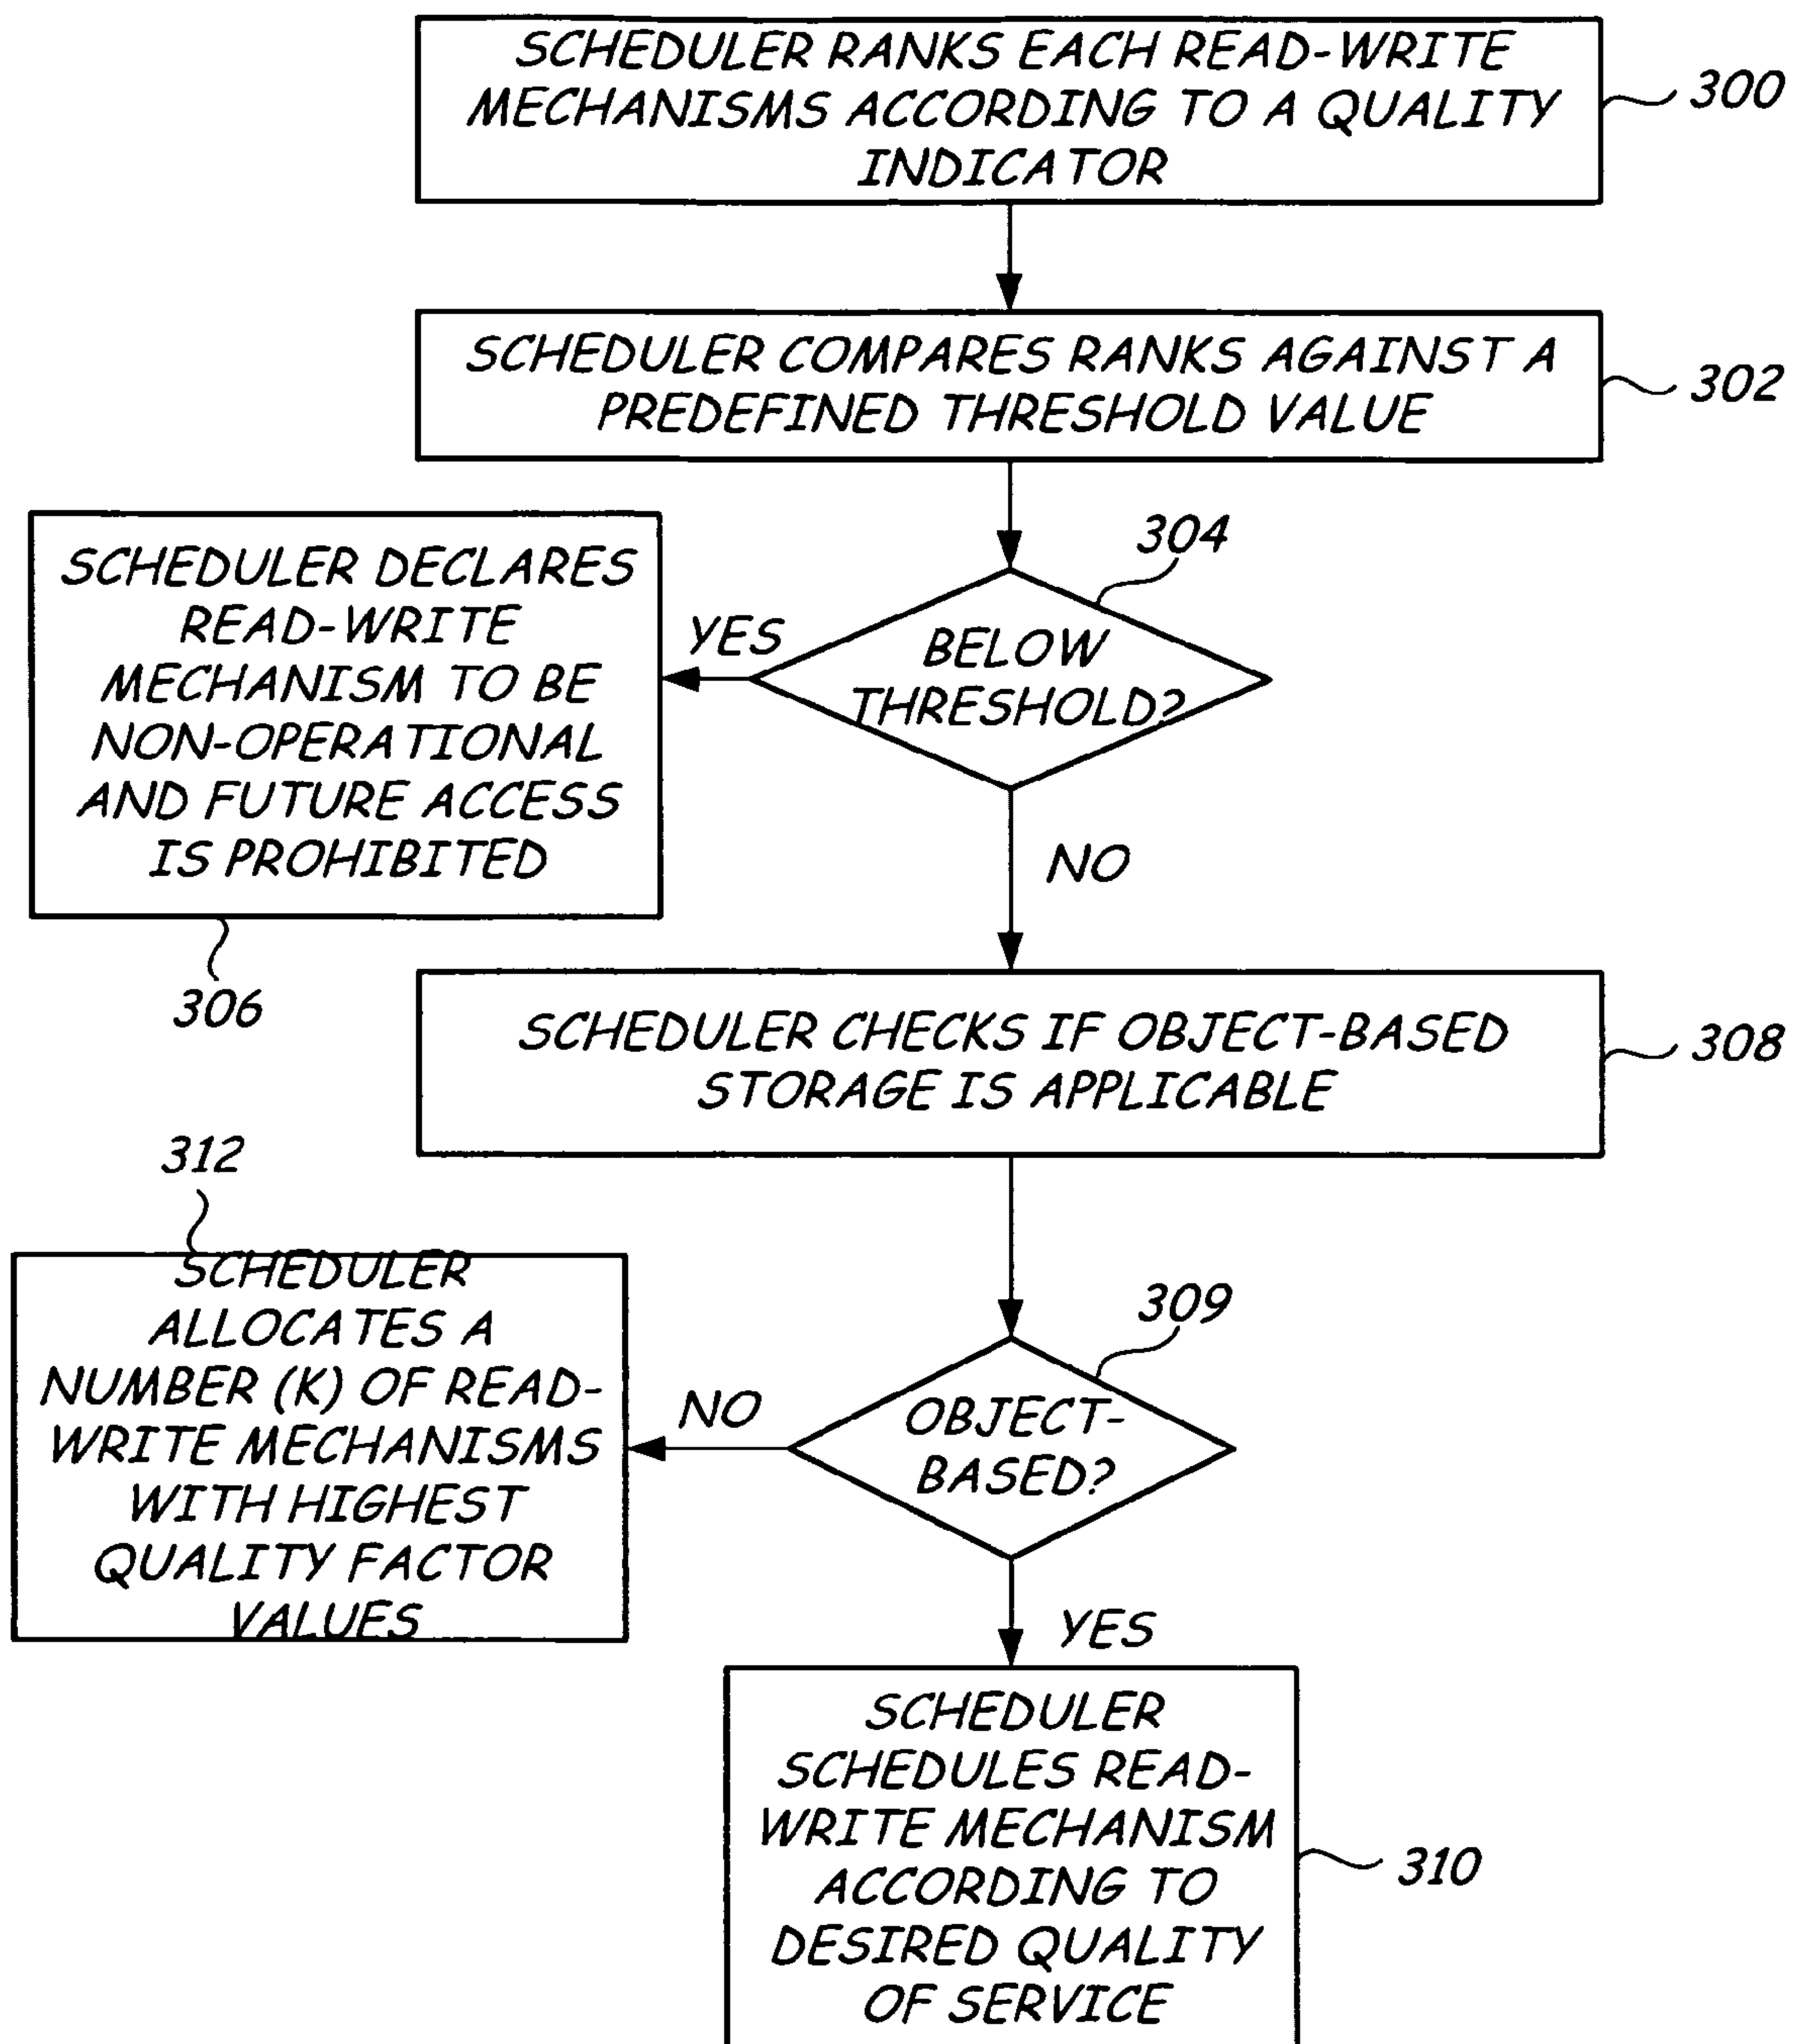 SCHEDULER RANKS EACH READ-WRITE
MECHANISMS ACCORDING TO A QUALITY
INDICATOR
300
SCHEDULER COMPARES RANKS AGAINST A
PREDEFINED THRESHOLD VALUE
302
304
SCHEDULER DECLARES
READ-WRITE
MECHANISM TO BE
NON-OPERATIONAL
AND FUTURE ACCESS
IS PROHIBITED
YES
BELOW
THRESHOLD?
NO
306
SCHEDULER CHECKS IF OBJECT-BASED
STORAGE IS APPLICABLE
308
312
SCHEDULER
ALLOCATES A
NUMBER (K) OF READ-
WRITE MECHANISMS
WITH HIGHEST
QUALITY FACTOR
VALUES
309
NO
OBJECT-
BASED?
YES
SCHEDULER
SCHEDULES READ-
WRITE MECHANISM
ACCORDING TO
DESIRED QUALITY
OF SERVICE
310